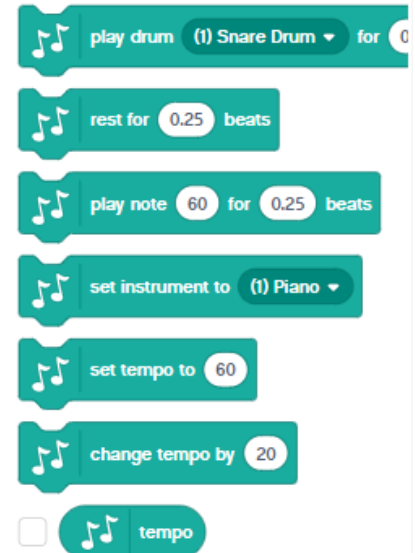 play drum (1) Snare Drum for 0
rest for 0.25 beats
play note 60 for 0.25 beats
set instrument to (1) Piano
set tempo to 60
change tempo by 20
tempo